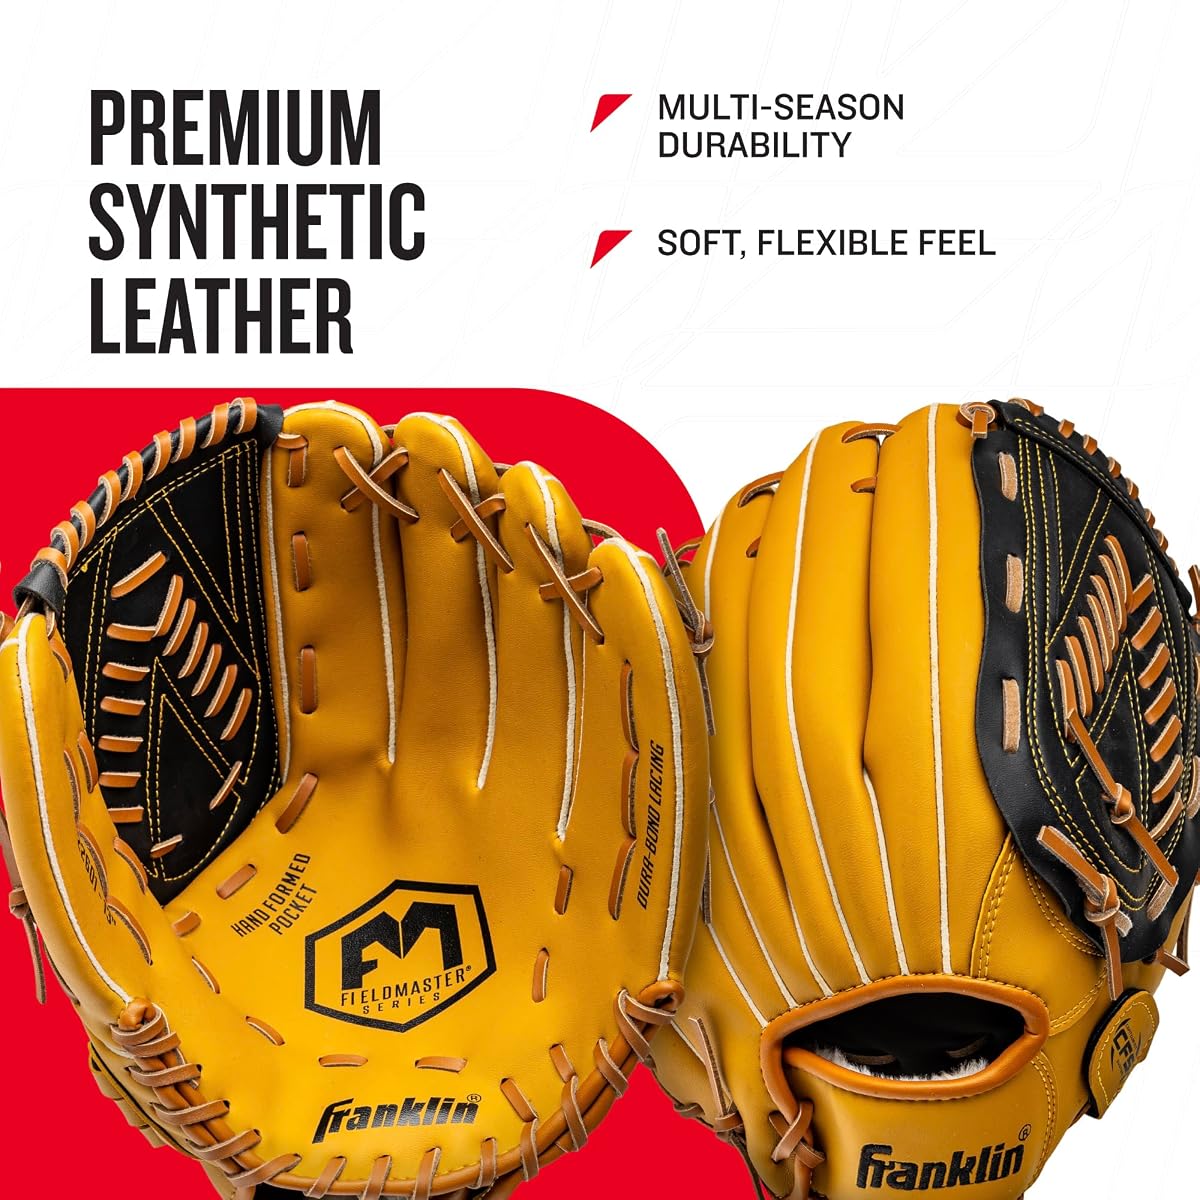 PREMIUM
SYNTHETIC
LEATHER
MULTI-SEASON
DURABILITY
SOFT, FLEXIBLE FEEL
HAND FORMED
POCKET
DURA-BOND LACING
FM
FIELDMASTER®
SERIES
Franklin®
CFS
Franklin®